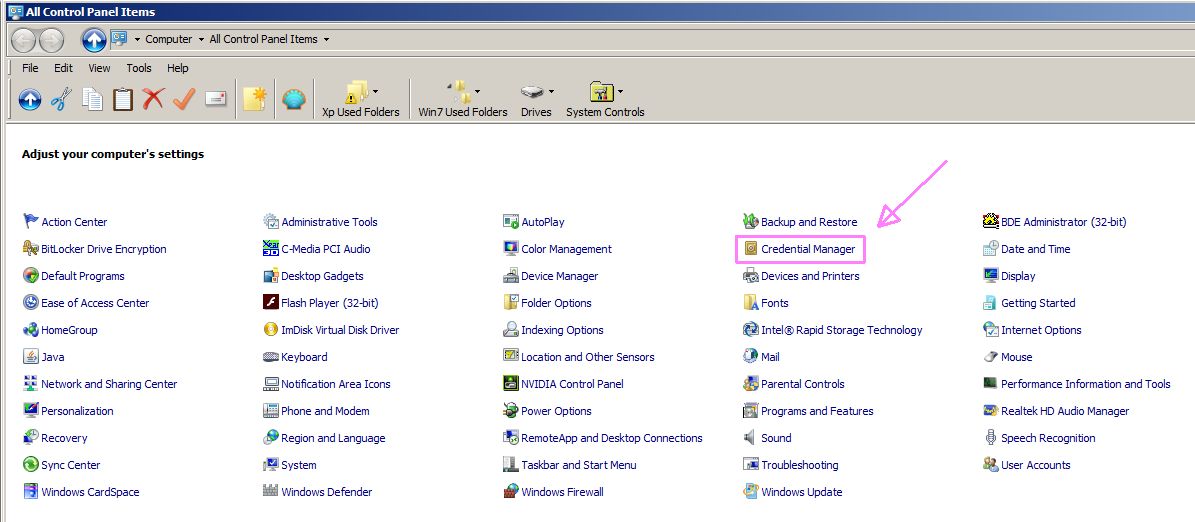 All Control Panel Items
Computer All Control Panel Items
File Edit View Tools Help
Xp Used Folders Win7 Used Folders Drives System Controls
Adjust your computer's settings
Action Center Administrative Tools AutoPlay Backup and Restore BDE Administrator (32-bit)
BitLocker Drive Encryption C-Media PCI Audio Color Management Credential Manager Date and Time
Default Programs Desktop Gadgets Device Manager Devices and Printers Display
Ease of Access Center Flash Player (32-bit) Folder Options Fonts Getting Started
HomeGroup ImDisk Virtual Disk Driver Indexing Options Intel® Rapid Storage Technology Internet Options
Java Keyboard Location and Other Sensors Mail Mouse
Network and Sharing Center Notification Area Icons NVIDIA Control Panel Parental Controls Performance Information and Tools
Personalization Phone and Modem Power Options Programs and Features Realtek HD Audio Manager
Recovery Region and Language RemoteApp and Desktop Connections Sound Speech Recognition
Sync Center System Taskbar and Start Menu Troubleshooting User Accounts
Windows CardSpace Windows Defender Windows Firewall Windows Update